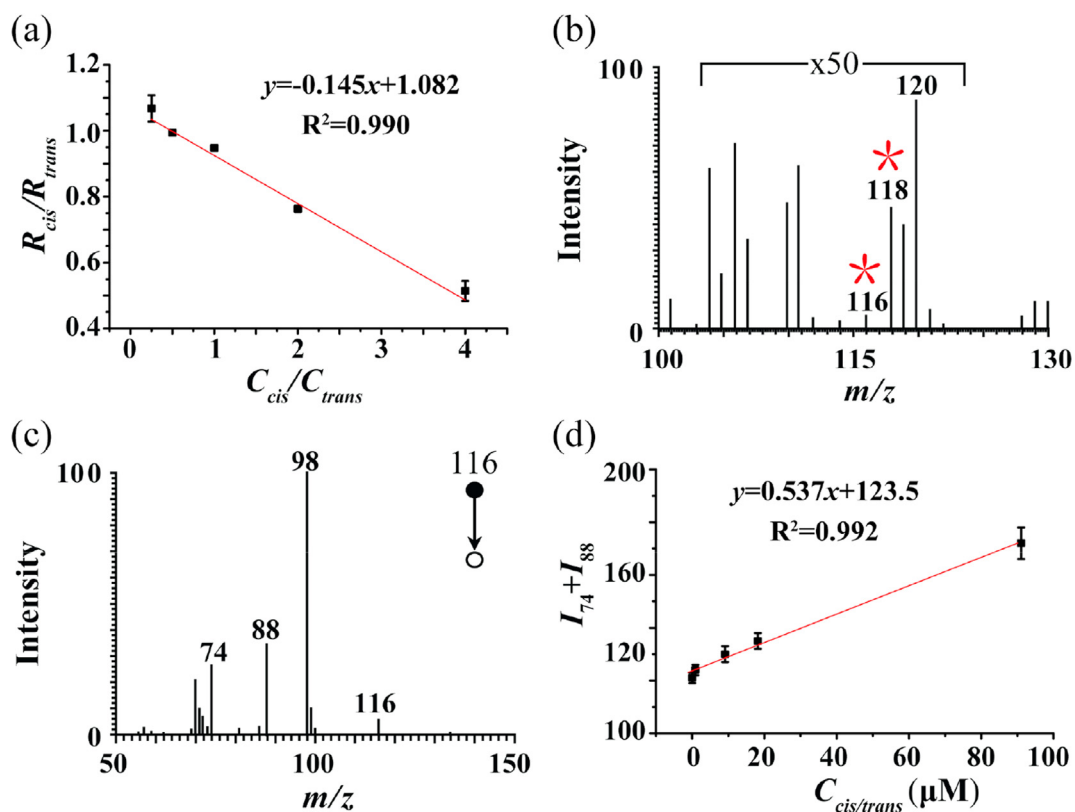 (a)
1.2
1.0
0.8
0.6
0.4
0
1
2
3
4
y=-0.145x+1.082
R²=0.990
R_cis/R_trans
C_cis/C_trans
(b)
100
0
Intensity
x50
120
118
116
100
115
130
m/z
(c)
100
0
Intensity
98
116
88
74
116
50
100
150
m/z
(d)
200
160
120
100
I₇₄+I₈₈
y=0.537x+123.5
R²=0.992
0
20
40
60
80
100
C_cis/trans (μM)